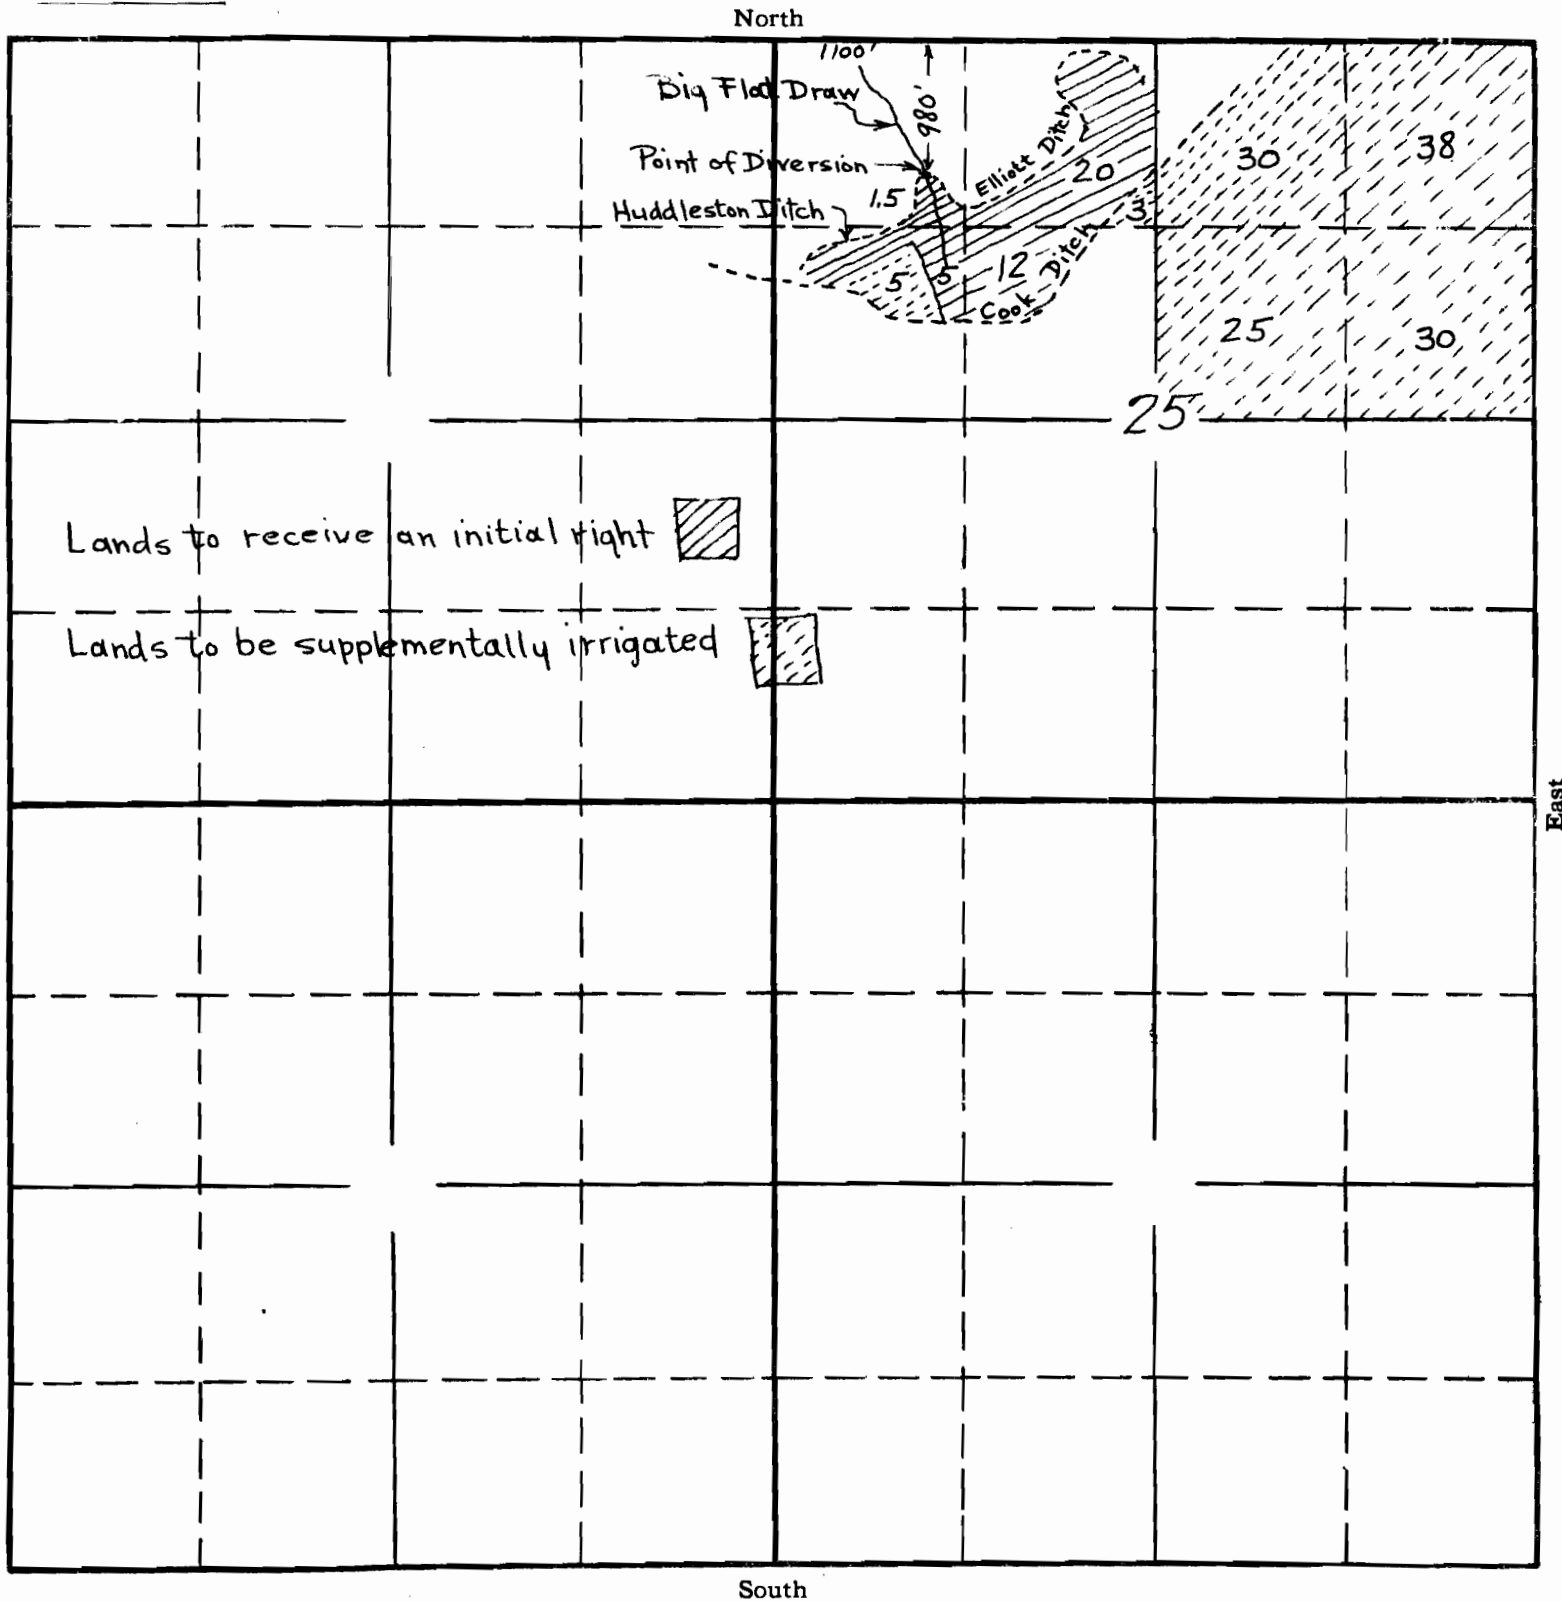 North
1100'
Big Flat Draw
980'
Point of Diversion
Elliott Ditch
20
30
38
1.5
Huddleston Ditch
3
5
5
12
Cook Ditch
25
30
25
Lands to receive an initial right
Lands to be supplementally irrigated
East
South